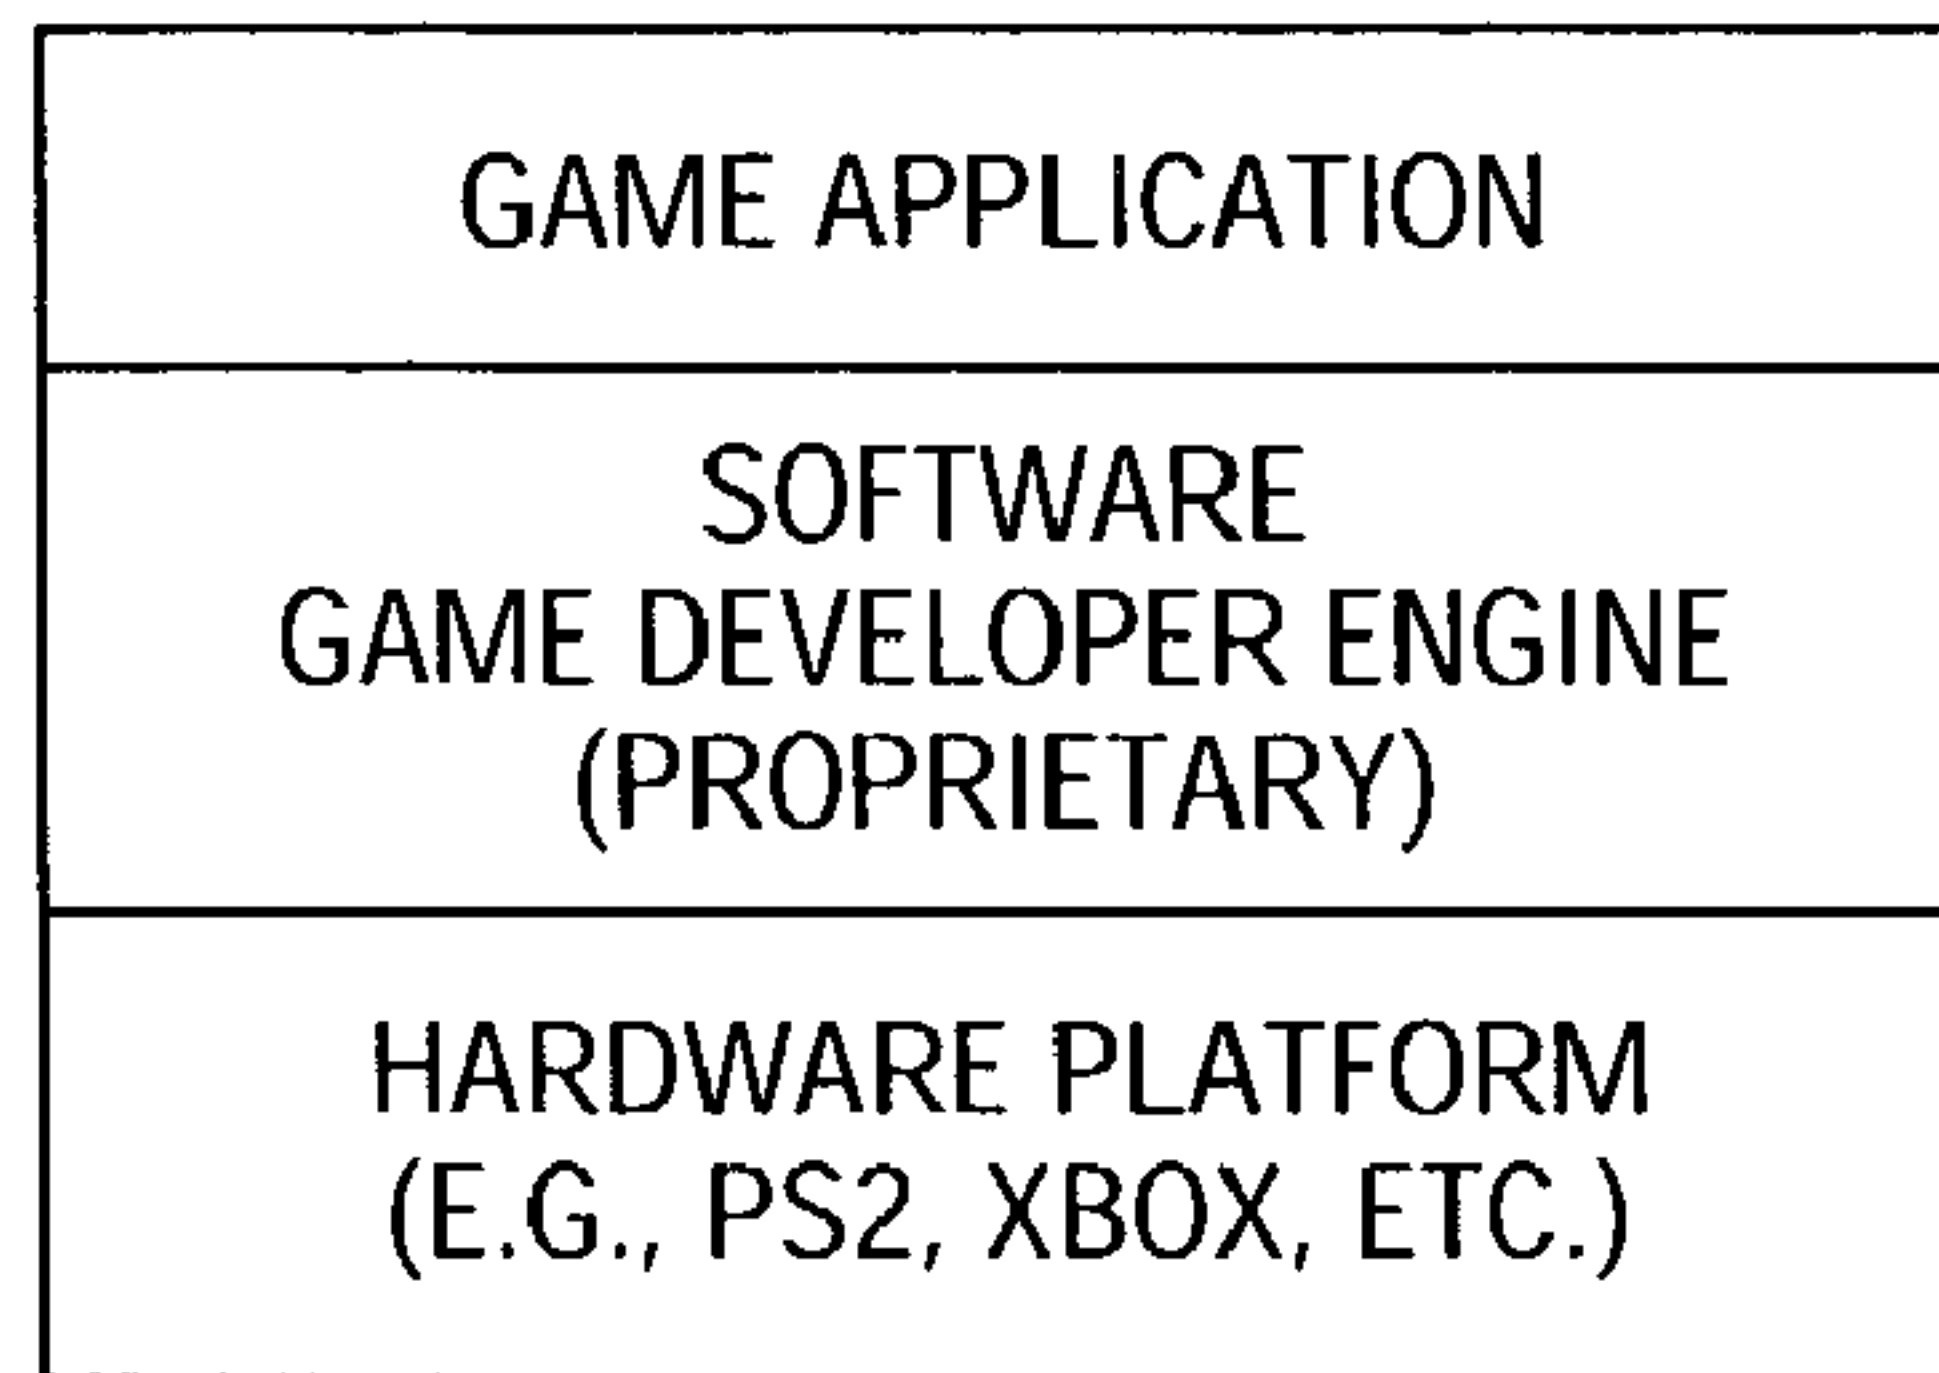 GAME APPLICATION
SOFTWARE
GAME DEVELOPER ENGINE
(PROPRIETARY)
HARDWARE PLATFORM
(E.G., PS2, XBOX, ETC.)